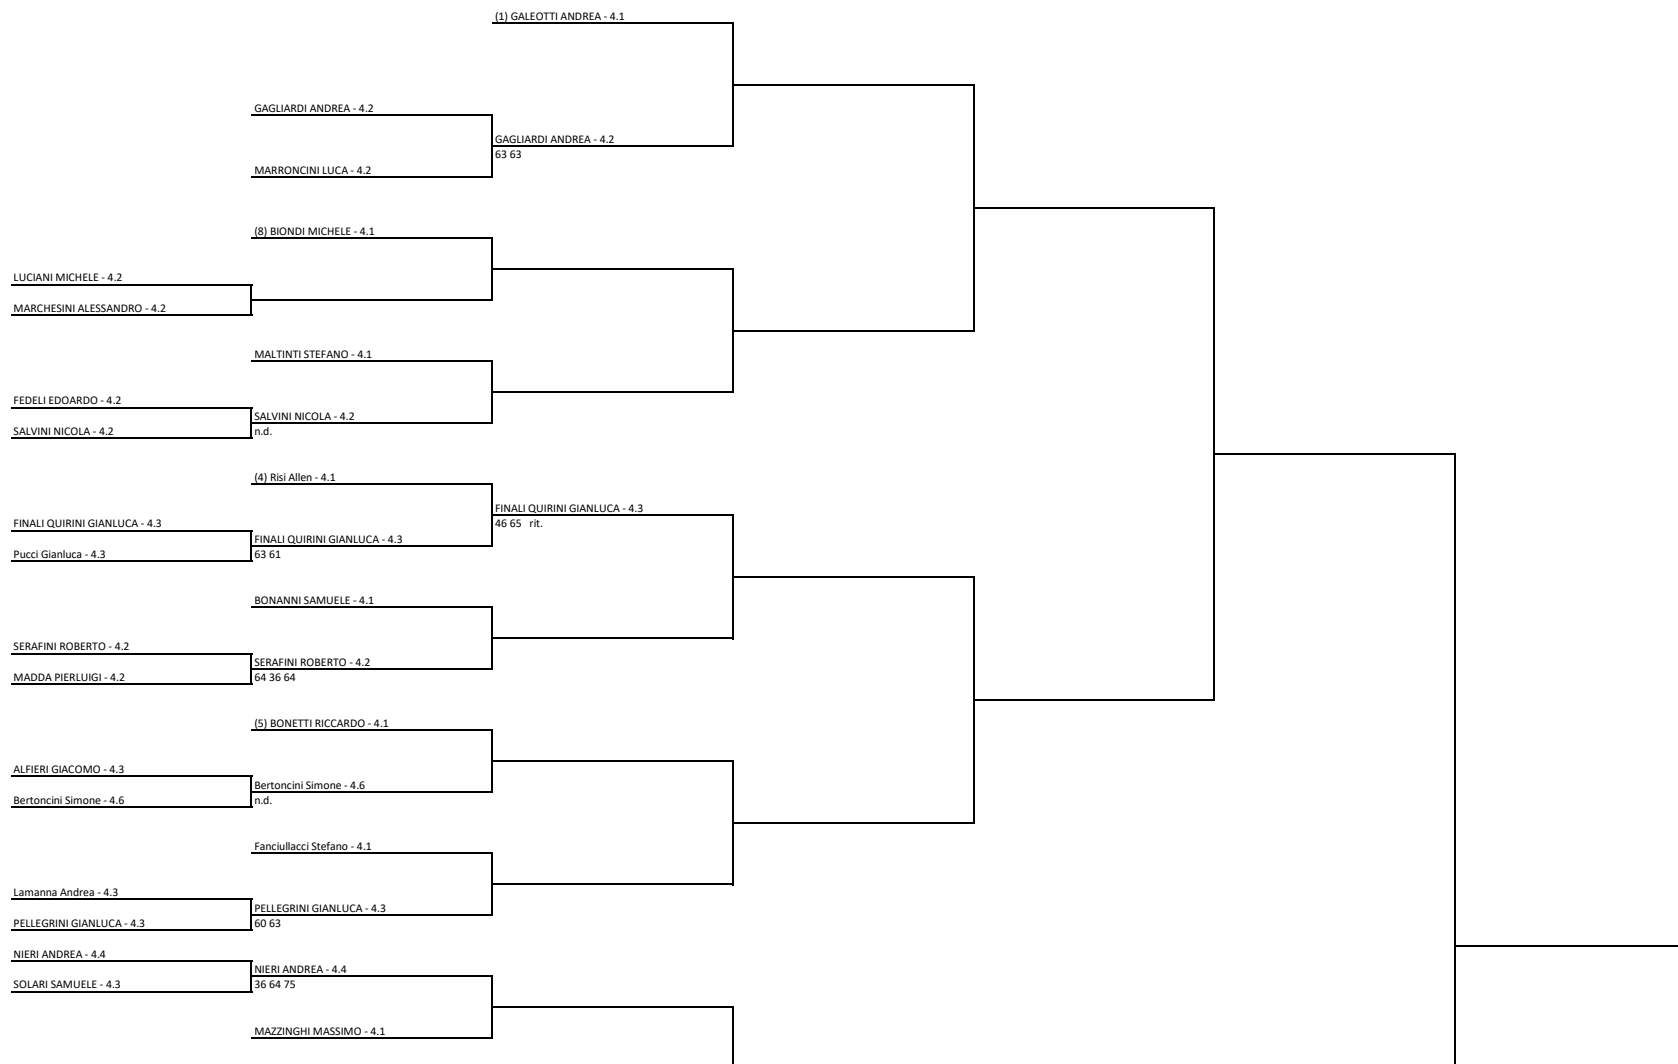 (1) GALEOTTI ANDREA - 4.1
GAGLIARDI ANDREA - 4.2
GAGLIARDI ANDREA - 4.2
63 63
MARRONCINI LUCA - 4.2
(8) BIONDI MICHELE - 4.1
LUCIANI MICHELE - 4.2
MARCHESINI ALESSANDRO - 4.2
MALTINTI STEFANO - 4.1
FEDELI EDOARDO - 4.2
SALVINI NICOLA - 4.2
SALVINI NICOLA - 4.2
n.d.
(4) Risi Allen - 4.1
FINALI QUIRINI GIANLUCA - 4.3
46 65 rit.
FINALI QUIRINI GIANLUCA - 4.3
FINALI QUIRINI GIANLUCA - 4.3
Pucci Gianluca - 4.3
63 61
BONANNI SAMUELE - 4.1
SERAFINI ROBERTO - 4.2
SERAFINI ROBERTO - 4.2
MADDA PIERLUIGI - 4.2
64 36 64
(5) BONETTI RICCARDO - 4.1
ALFIERI GIACOMO - 4.3
Bertoncini Simone - 4.6
Bertoncini Simone - 4.6
n.d.
Fanciullacci Stefano - 4.1
Lamanna Andrea - 4.3
PELLEGRINI GIANLUCA - 4.3
PELLEGRINI GIANLUCA - 4.3
60 63
NIERI ANDREA - 4.4
NIERI ANDREA - 4.4
SOLARI SAMUELE - 4.3
36 64 75
MAZZINGHI MASSIMO - 4.1